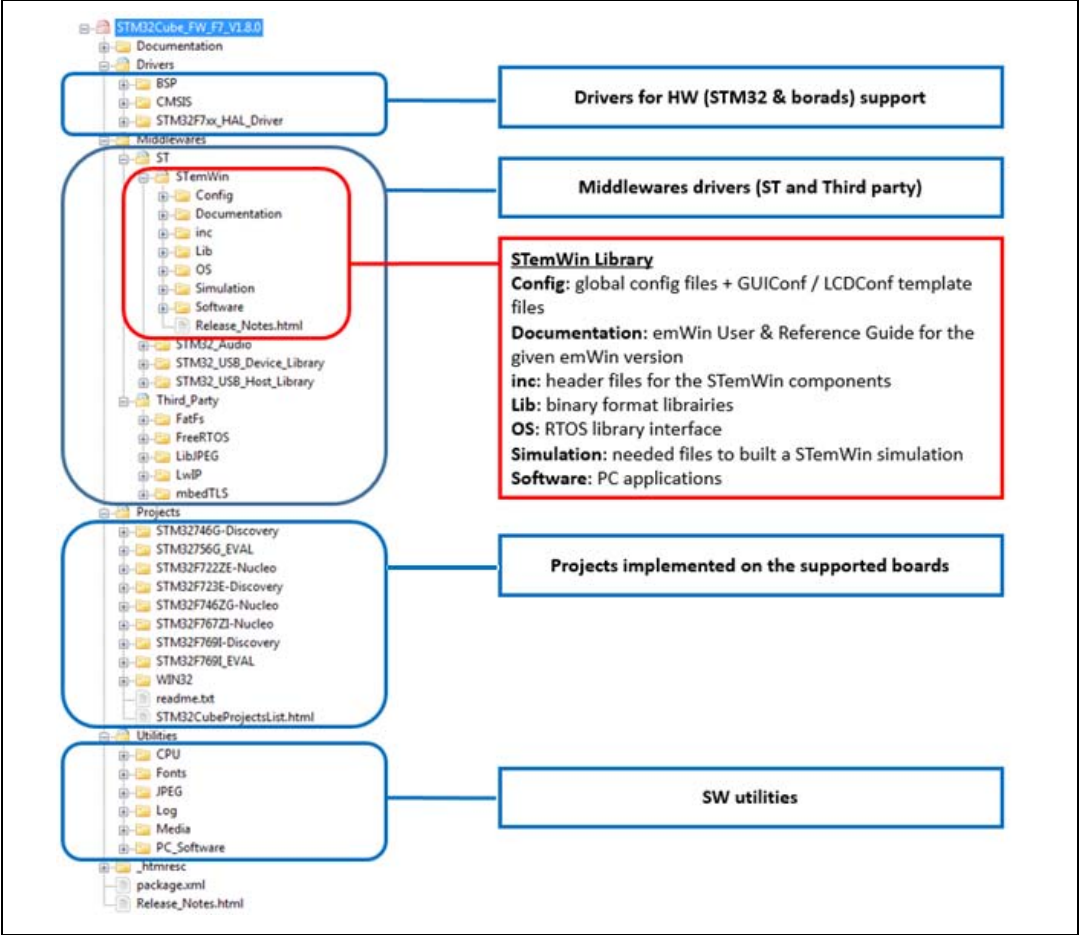 STM32Cube_FW_F7_V1.8.0
Documentation
Drivers
BSP
CMSIS
STM32F7xx_HAL_Driver
Middlewares
ST
STemWin
Config
Documentation
inc
Lib
OS
Simulation
Software
Release_Notes.html
STM32_Audio
STM32_USB_Device_Library
STM32_USB_Host_Library
Third_Party
FatFs
FreeRTOS
LibJPEG
LwIP
mbedTLS
Projects
STM32746G-Discovery
STM32756G_EVAL
STM32F722ZE-Nucleo
STM32F723E-Discovery
STM32F746ZG-Nucleo
STM32F767ZI-Nucleo
STM32F769I-Discovery
STM32F769I_EVAL
WIN32
readme.txt
STM32CubeProjectsList.html
Utilities
CPU
Fonts
JPEG
Log
Media
PC_Software
_htmresc
package.xml
Release_Notes.html
Drivers for HW (STM32 & borads) support
Middlewares drivers (ST and Third party)
STemWin Library
Config: global config files + GUIConf / LCDConf template
files
Documentation: emWin User & Reference Guide for the
given emWin version
inc: header files for the STemWin components
Lib: binary format librairies
OS: RTOS library interface
Simulation: needed files to built a STemWin simulation
Software: PC applications
Projects implemented on the supported boards
SW utilities